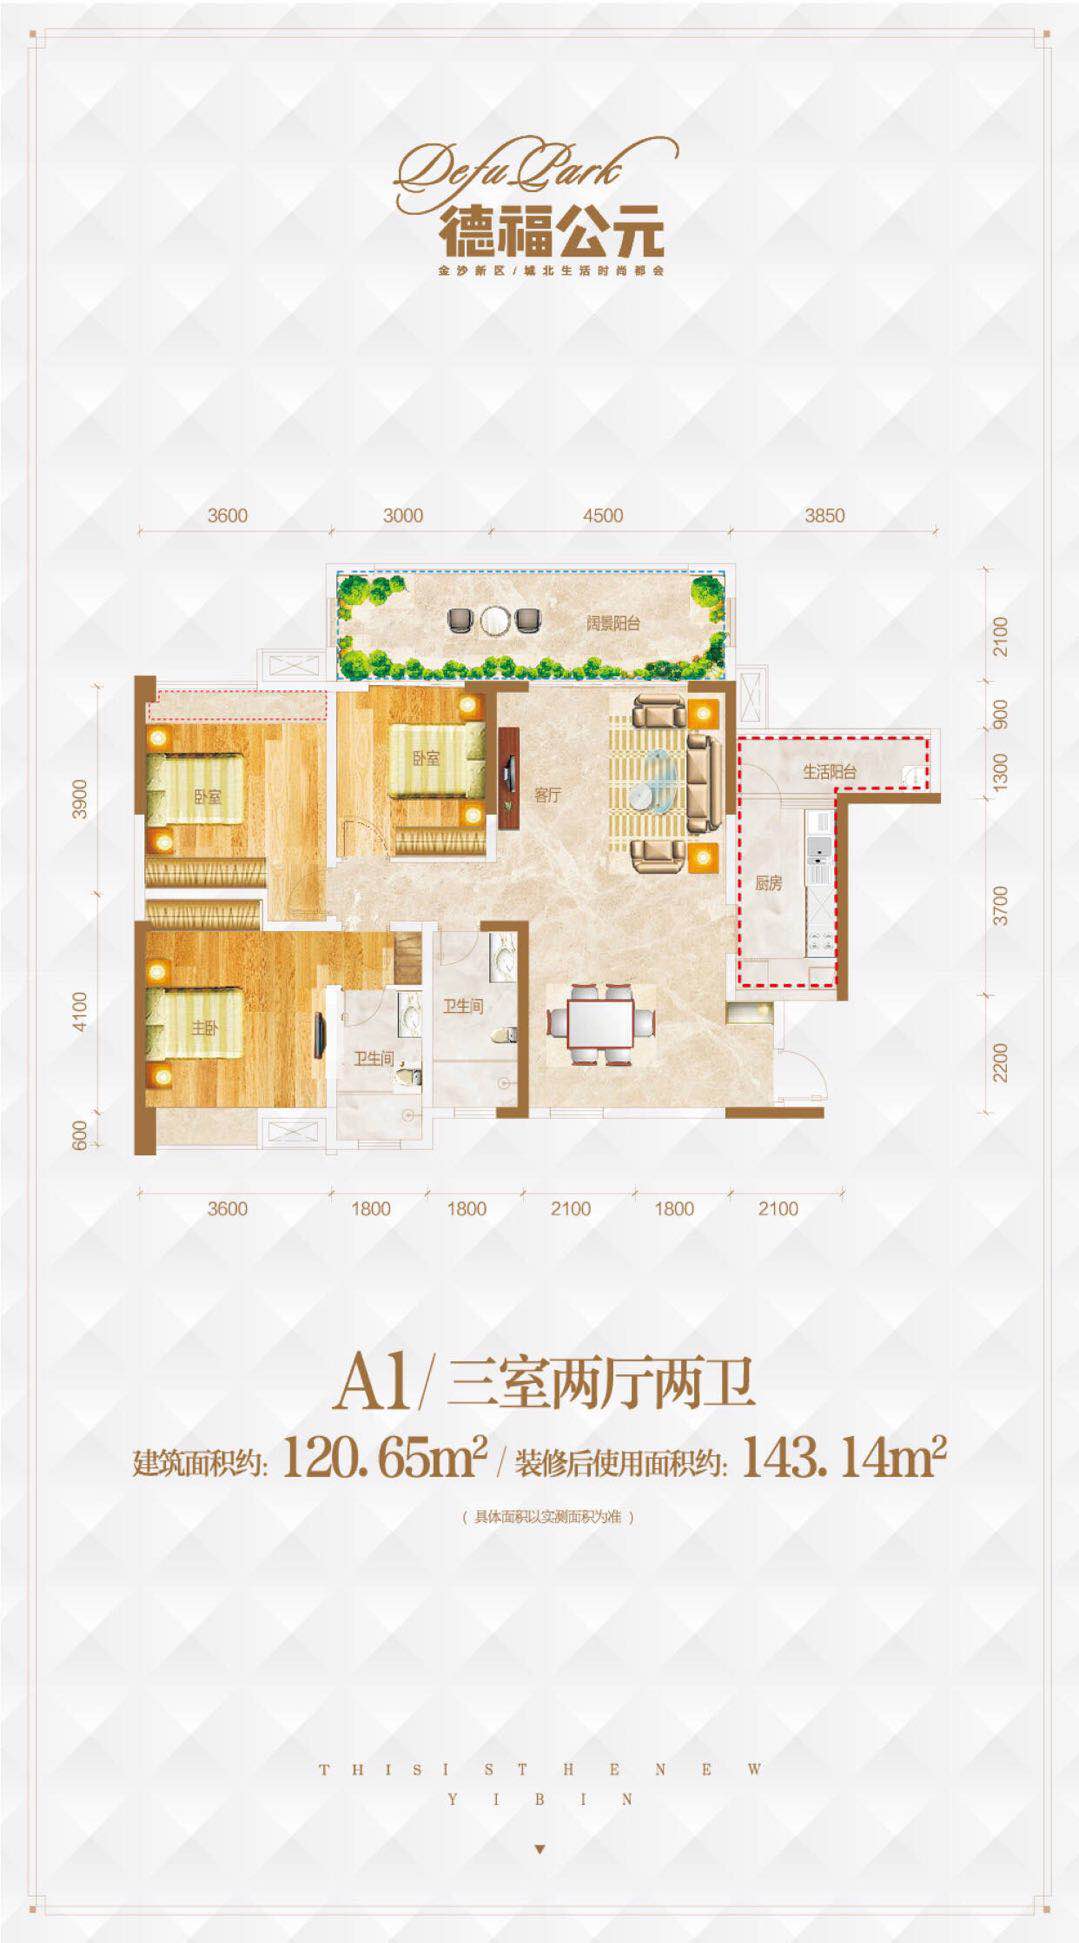 Defu Park
德福公元
金沙新区/城北生活时尚都会
3600 3000 4500 3850
阔景阳台
2100
900
1300
3700
2200
3900
4100
600
卧室
卧室
客厅
生活阳台
厨房
主卧
卫生间
卫生间
3600 1800 1800 2100 1800 2100
A1/三室两厅两卫
建筑面积约: 120.65m²/装修后使用面积约: 143.14m²
( 具体面积以实测面积为准 )
THISISTHENEW
YIBIN